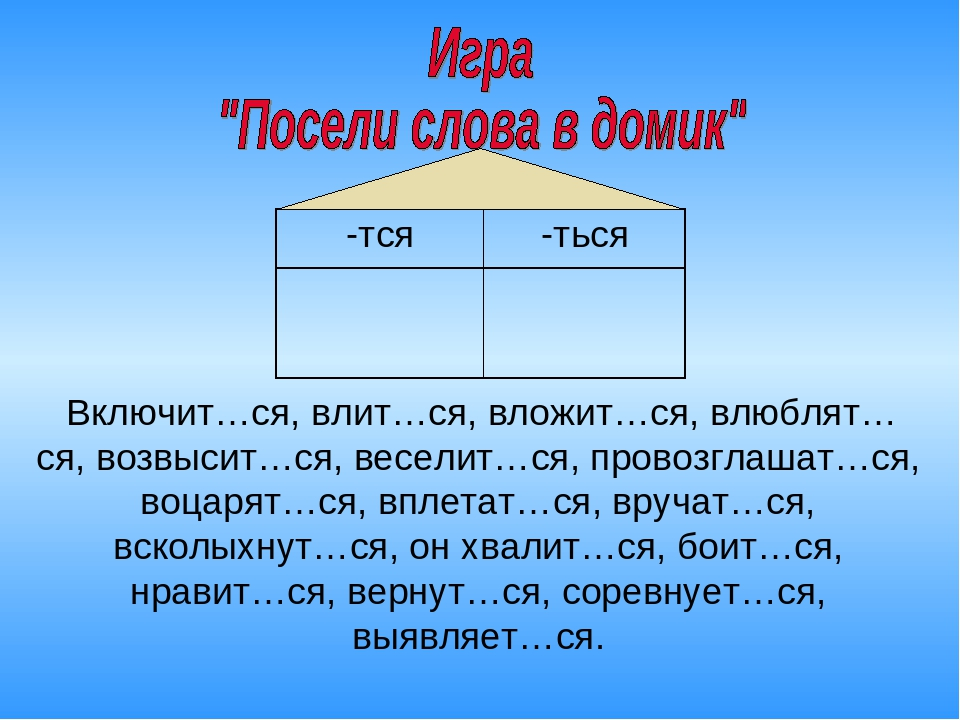 Игра
"Посели слова в домик"
-тся -ться
Включит…ся, влит…ся, вложит…ся, влюблят…
ся, возвысит…ся, веселит…ся, провозглашат…ся,
воцарят…ся, вплетат…ся, вручат…ся,
всколыхнут…ся, он хвалит…ся, боит…ся,
нравит…ся, вернут…ся, соревнует…ся,
выявляет…ся.